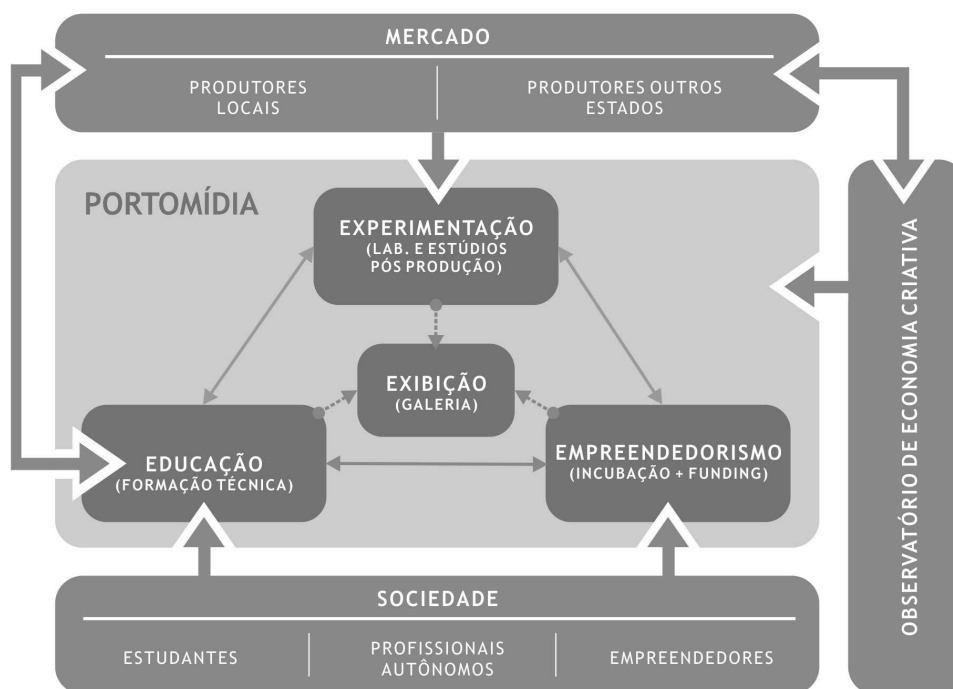 MERCADO
PRODUTORES
LOCAIS
PRODUTORES OUTROS
ESTADOS
PORTOMÍDIA
EXPERIMENTAÇÃO
(LAB. E ESTÚDIOS
PÓS PRODUÇÃO)
EXIBIÇÃO
(GALERIA)
EDUCAÇÃO
(FORMAÇÃO TÉCNICA)
EMPREENDEDORISMO
(INCUBAÇÃO + FUNDING)
SOCIEDADE
ESTUDANTES
PROFISSIONAIS
AUTÔNOMOS
EMPREENDEDORES
OBSERVATÓRIO DE ECONOMIA CRIATIVA